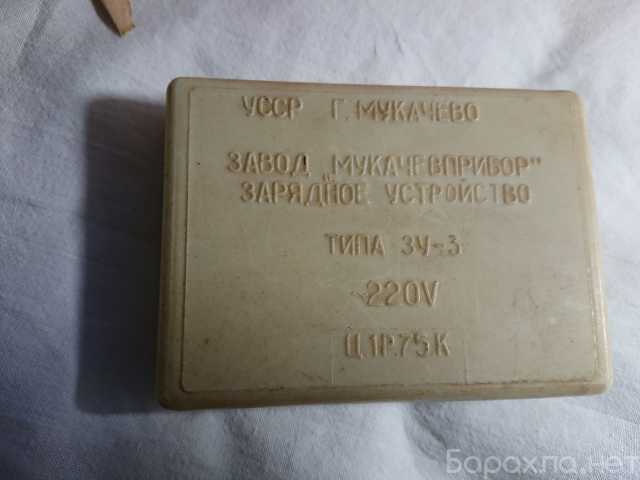 УССР Г. МУКАЧЕВО
ЗАВОД „МУКАЧЕВПРИБОР"
ЗАРЯДНОЕ УСТРОЙСТВО
ТИПА ЗУ-3
~220V
Ц.1Р.75К
Барахла.нет